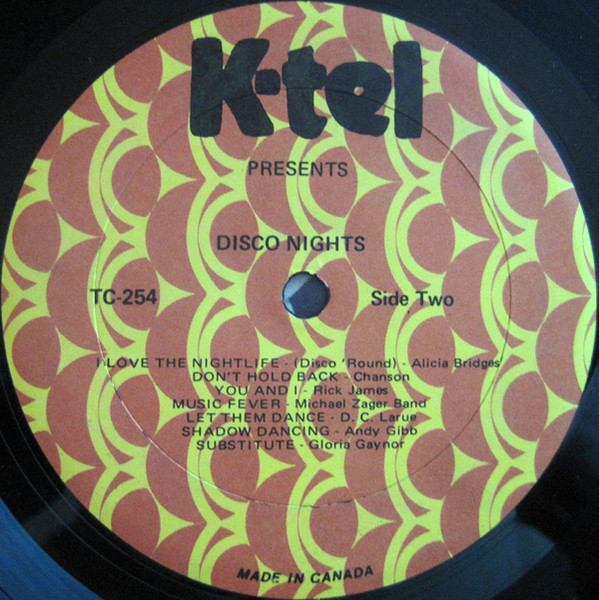 K-tel
PRESENTS
DISCO NIGHTS
TC-254 Side Two
I LOVE THE NIGHTLIFE - (Disco 'Round) - Alicia Bridges
DON'T HOLD BACK - Chanson
YOU AND I - Rick James
MUSIC FEVER - Michael Zager Band
LET THEM DANCE - D. C. Larue
SHADOW DANCING - Andy Gibb
SUBSTITUTE - Gloria Gaynor
MADE IN CANADA